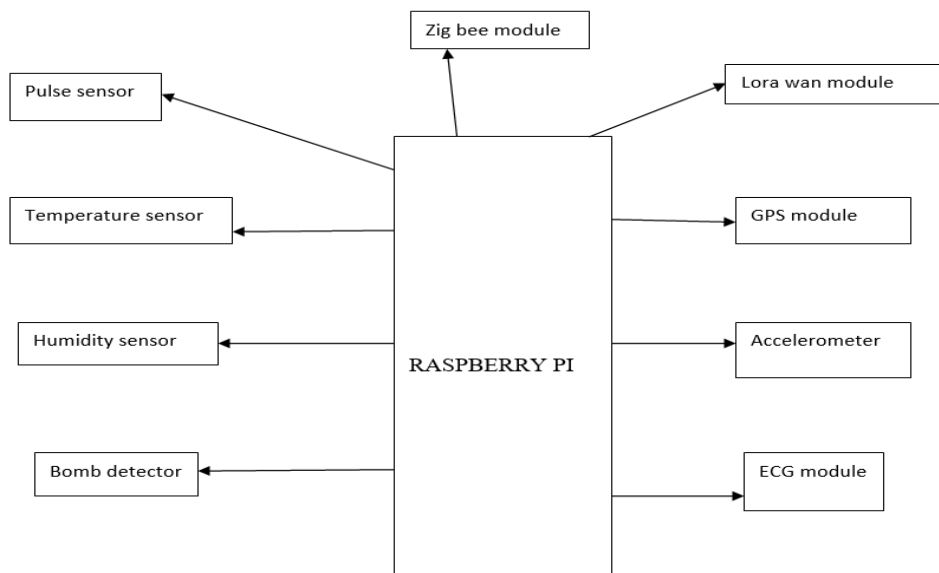 Zig bee module
Pulse sensor
Lora wan module
Temperature sensor
GPS module
Humidity sensor
Accelerometer
RASPBERRY PI
Bomb detector
ECG module